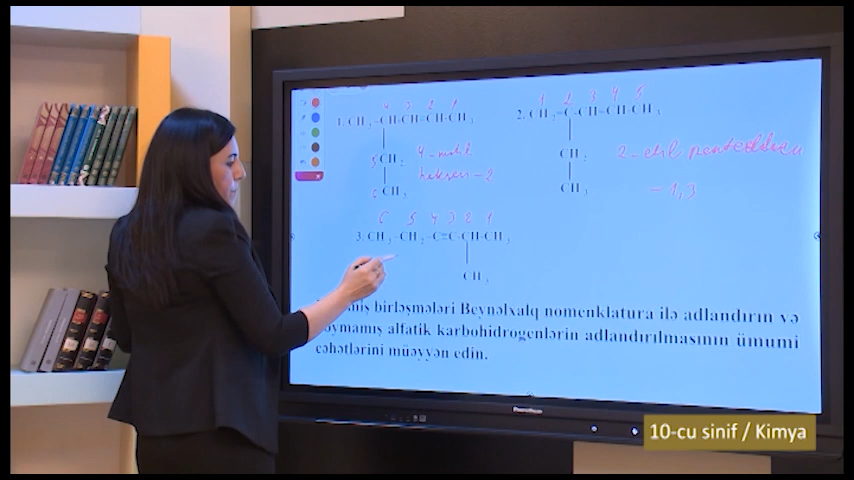 4 3 2 1
1 2 3 4 5
1. CH₃-CH-CH=CH-CH₃
2. CH₂=C-CH=CH-CH₃
5 CH₂
4-metil
CH₂
2-etil pentadien
heksen-2
6 CH₃
CH₃
-1,3
6 5 4 3 2 1
3. CH₃-CH₂-C≡C-CH-CH₃
CH₃
birləşmələri Beynəlxalq nomenklatura ilə adlandırın və
alfatik karbohidrogenlərin adlandırılmasının ümumi
cəhətlərini müəyyən edin.
10-cu sinif / Kimya